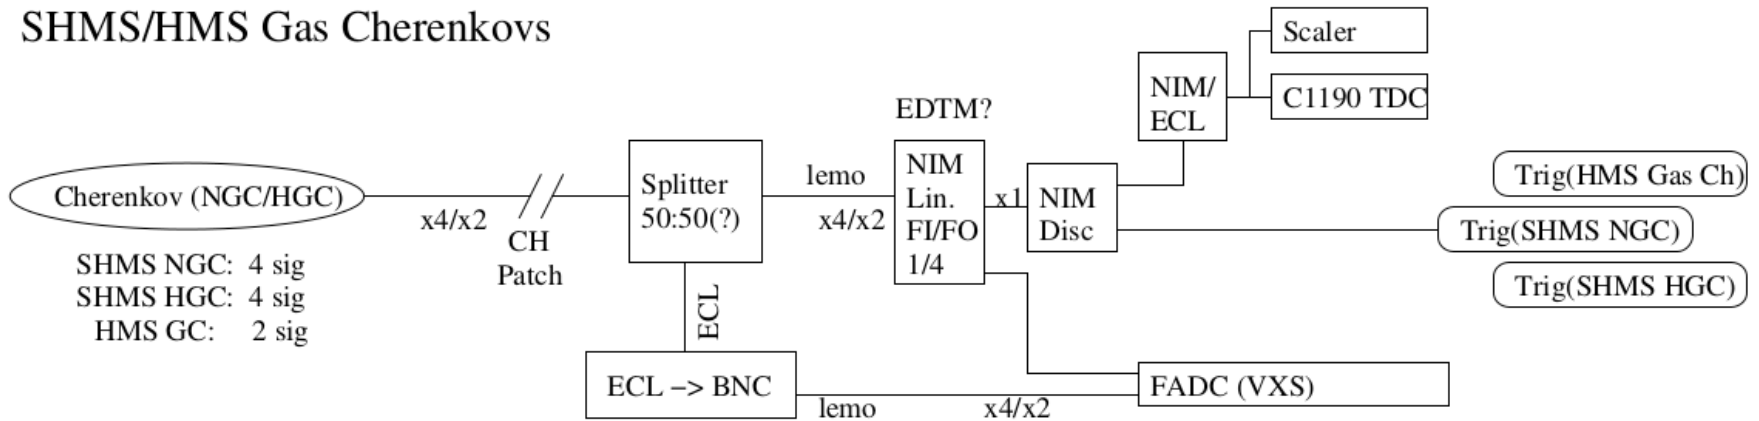 SHMS/HMS Gas Cherenkovs
Scaler
C1190 TDC
NIM/
ECL
EDTM?
Cherenkov (NGC/HGC)
x4/x2
CH
Patch
SHMS NGC: 4 sig
SHMS HGC: 4 sig
HMS GC: 2 sig
Splitter
50:50(?)
lemo
x4/x2
NIM
Lin.
FI/FO
1/4
x1
NIM
Disc
Trig(HMS Gas Ch)
Trig(SHMS NGC)
Trig(SHMS HGC)
ECL
ECL −> BNC
lemo
x4/x2
FADC (VXS)